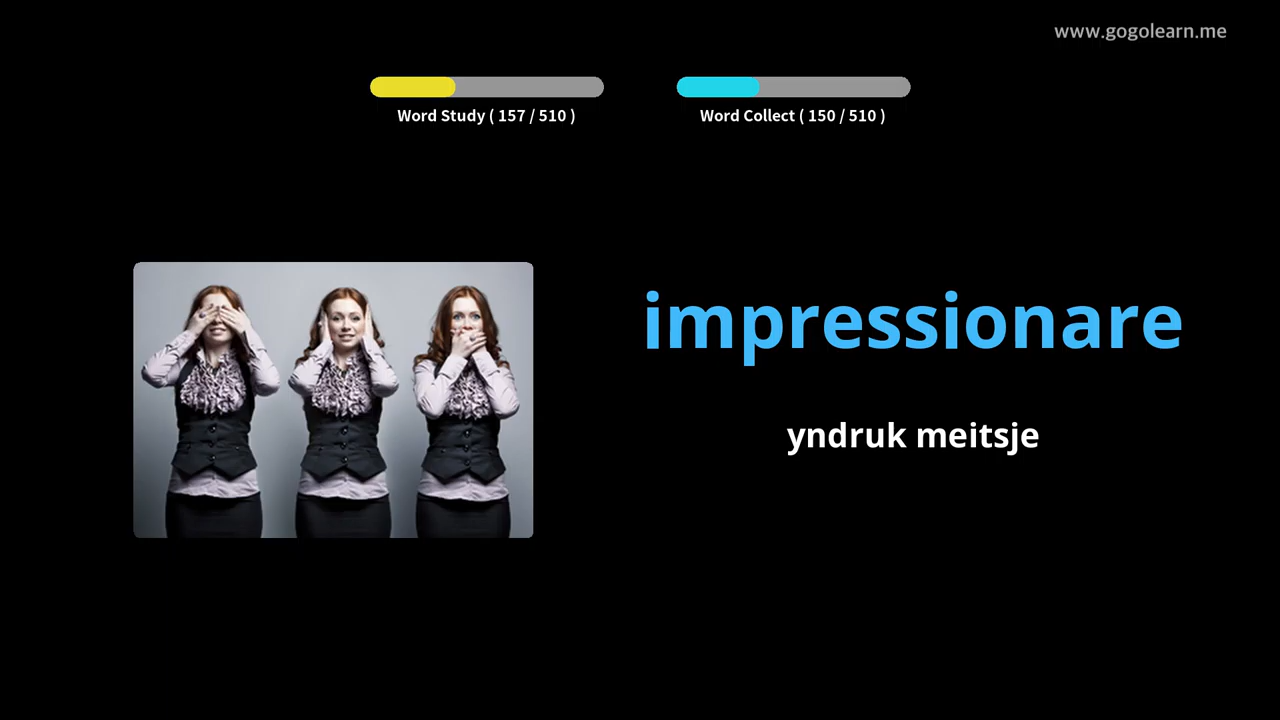 www.gogolearn.me
Word Study ( 157 / 510 )
Word Collect ( 150 / 510 )
impressionare
yndruk meitsje